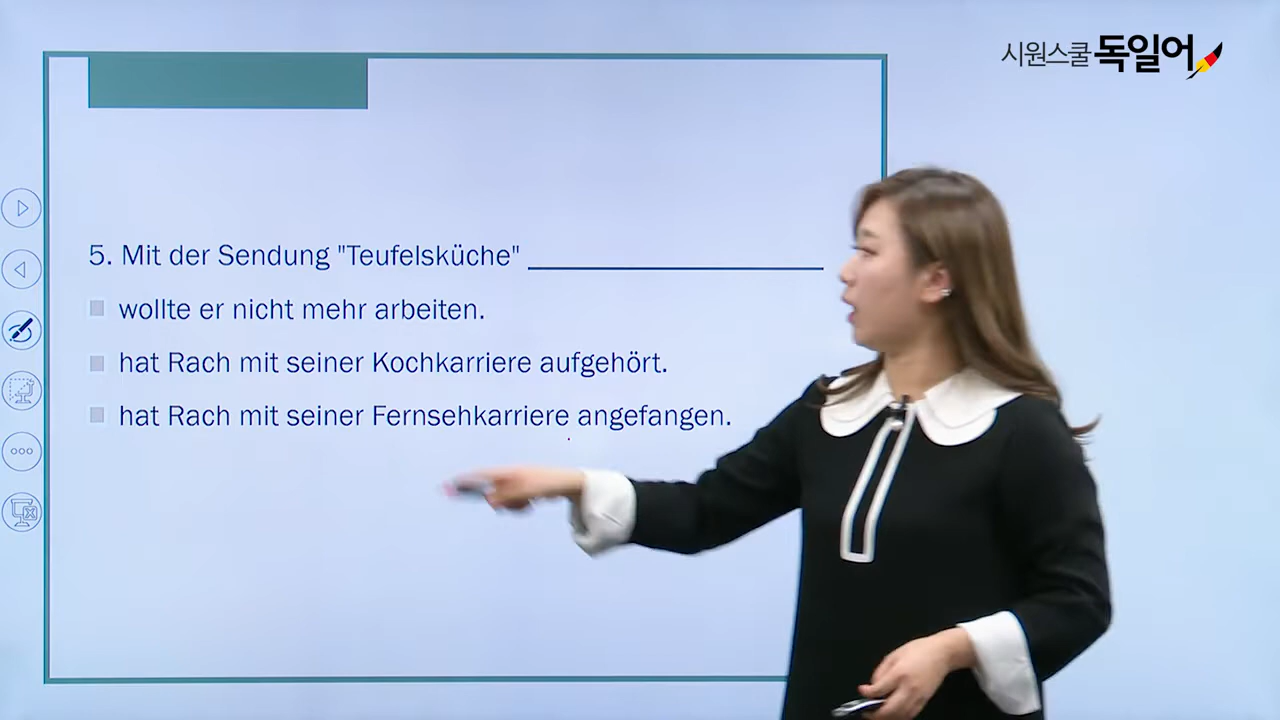 시원스쿨 독일어
5. Mit der Sendung "Teufelsküche" ____________________
wollte er nicht mehr arbeiten.
hat Rach mit seiner Kochkarriere aufgehört.
hat Rach mit seiner Fernsehkarriere angefangen.